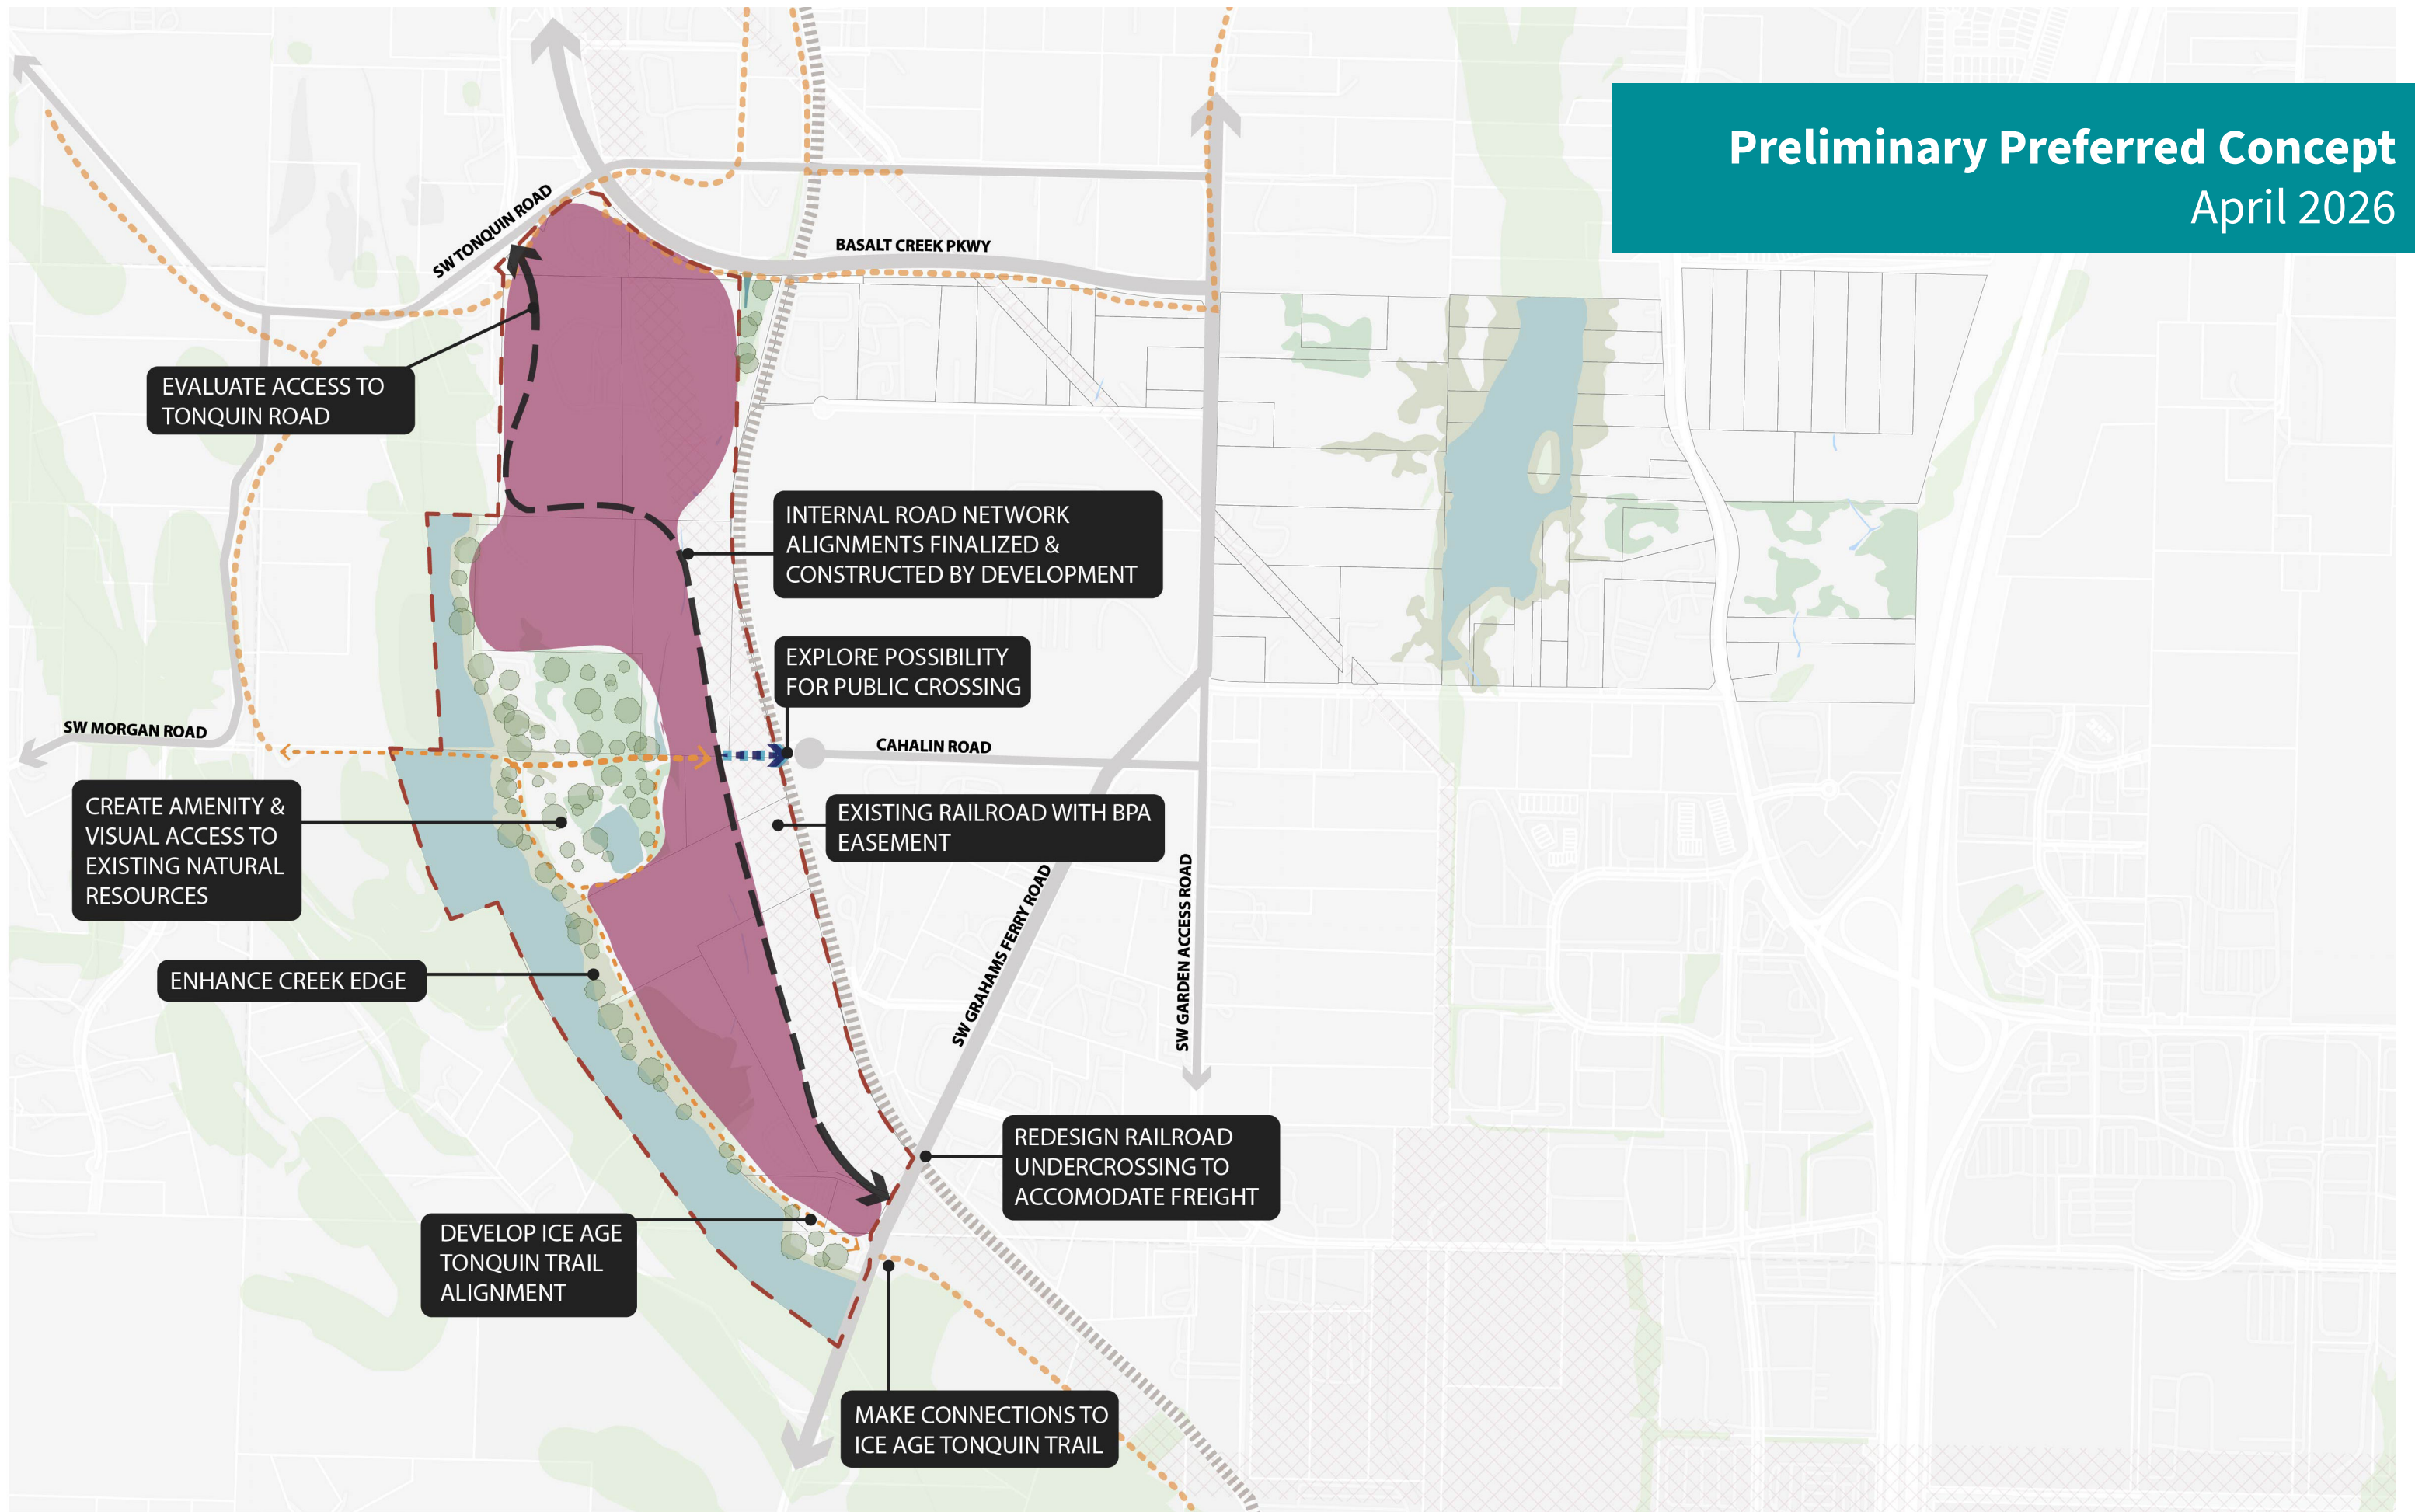 Preliminary Preferred Concept
April 2026
SW TONQUIN ROAD
BASALT CREEK PKWY
EVALUATE ACCESS TO
TONQUIN ROAD
INTERNAL ROAD NETWORK
ALIGNMENTS FINALIZED &
CONSTRUCTED BY DEVELOPMENT
EXPLORE POSSIBILITY
FOR PUBLIC CROSSING
SW MORGAN ROAD
CAHALIN ROAD
CREATE AMENITY &
VISUAL ACCESS TO
EXISTING NATURAL
RESOURCES
EXISTING RAILROAD WITH BPA
EASEMENT
SW GRAHAMS FERRY ROAD
SW GARDEN ACCESS ROAD
ENHANCE CREEK EDGE
REDESIGN RAILROAD
UNDERCROSSING TO
ACCOMODATE FREIGHT
DEVELOP ICE AGE
TONQUIN TRAIL
ALIGNMENT
MAKE CONNECTIONS TO
ICE AGE TONQUIN TRAIL